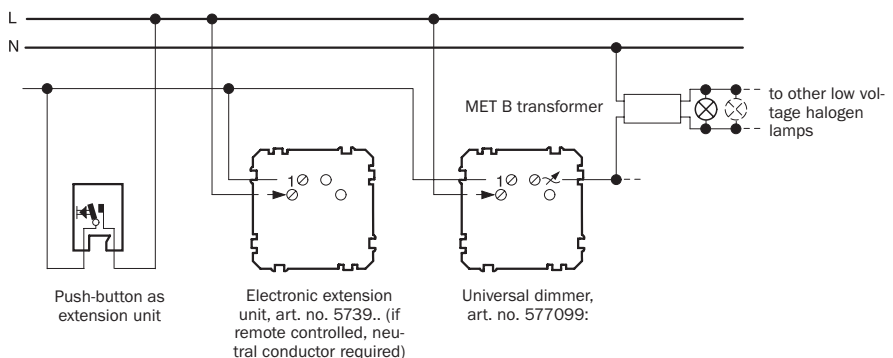 L
N
MET B transformer
to other low vol-
tage halogen
lamps
1
1
Push-button as
extension unit
Electronic extension
unit, art. no. 5739.. (if
remote controlled, neu-
tral conductor required)
Universal dimmer,
art. no. 577099: